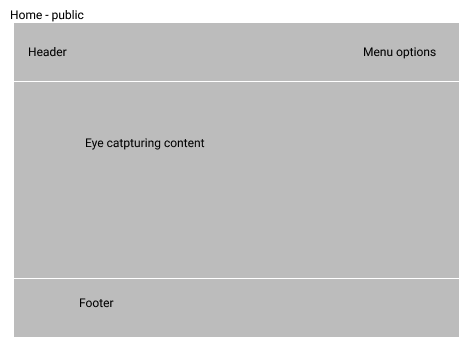 Home - public
Header
Menu options
Eye catpturing content
Footer